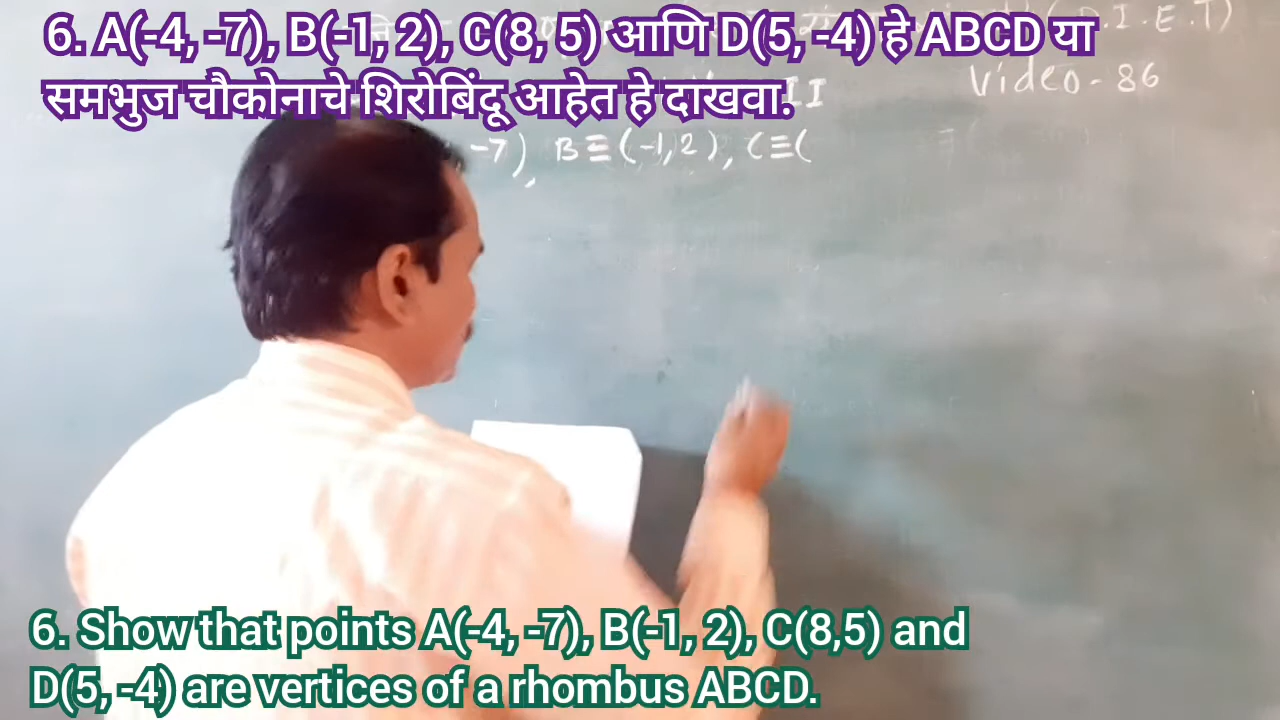 6. A(-4, -7), B(-1, 2), C(8, 5) आणि D(5, -4) हे ABCD या
(D.I.E.T)
समभुज चौकोनाचे शिरोबिंदू आहेत हे दाखवा.
II
Video - 86
-7), B≡(-1,2), C≡(
6. Show that points A(-4, -7), B(-1, 2), C(8,5) and
D(5, -4) are vertices of a rhombus ABCD.